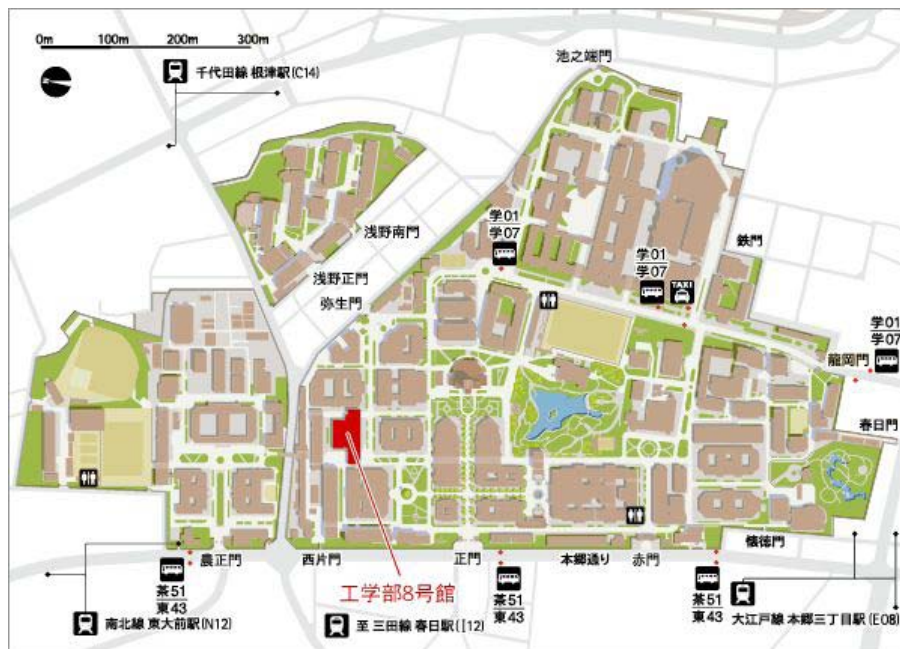 0m 100m 200m 300m
千代田線 根津駅(C14)
池之端門
浅野南門
浅野正門
弥生門
学01
学07
学01
学07
TAXI
鉄門
学01
学07
龍岡門
春日門
懐徳門
農正門
西片門
正門
本郷通り
赤門
工学部8号館
茶51
東43
茶51
東43
茶51
東43
南北線 東大前駅(N12)
至 三田線 春日駅(I12)
大江戸線 本郷三丁目駅(E08)